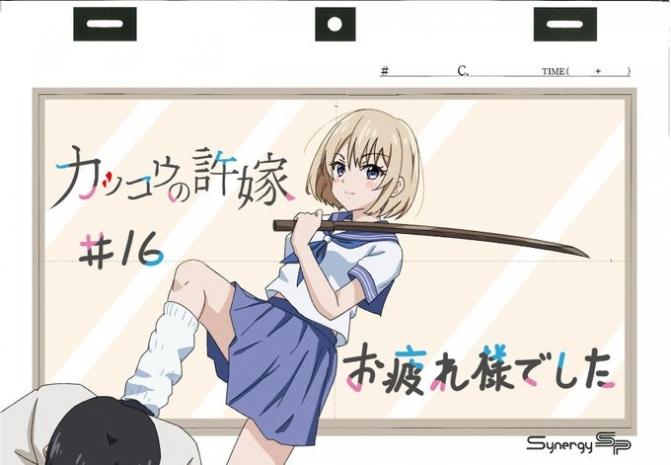 # C. TIME( + )
カッコウの許嫁
#16
お疲れ様でした
Synergy SP